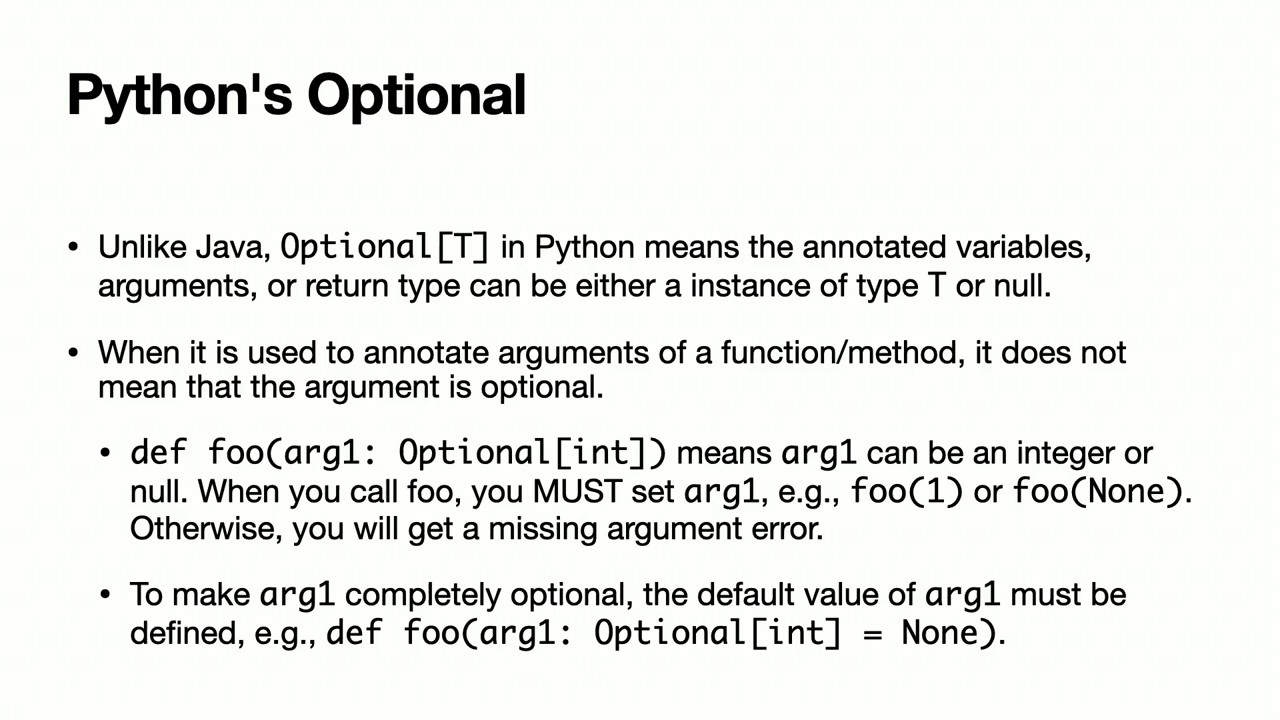 Python's Optional
• Unlike Java, Optional[T] in Python means the annotated variables,
arguments, or return type can be either a instance of type T or null.
• When it is used to annotate arguments of a function/method, it does not
mean that the argument is optional.
• def foo(arg1: Optional[int]) means arg1 can be an integer or
null. When you call foo, you MUST set arg1, e.g., foo(1) or foo(None).
Otherwise, you will get a missing argument error.
• To make arg1 completely optional, the default value of arg1 must be
defined, e.g., def foo(arg1: Optional[int] = None).